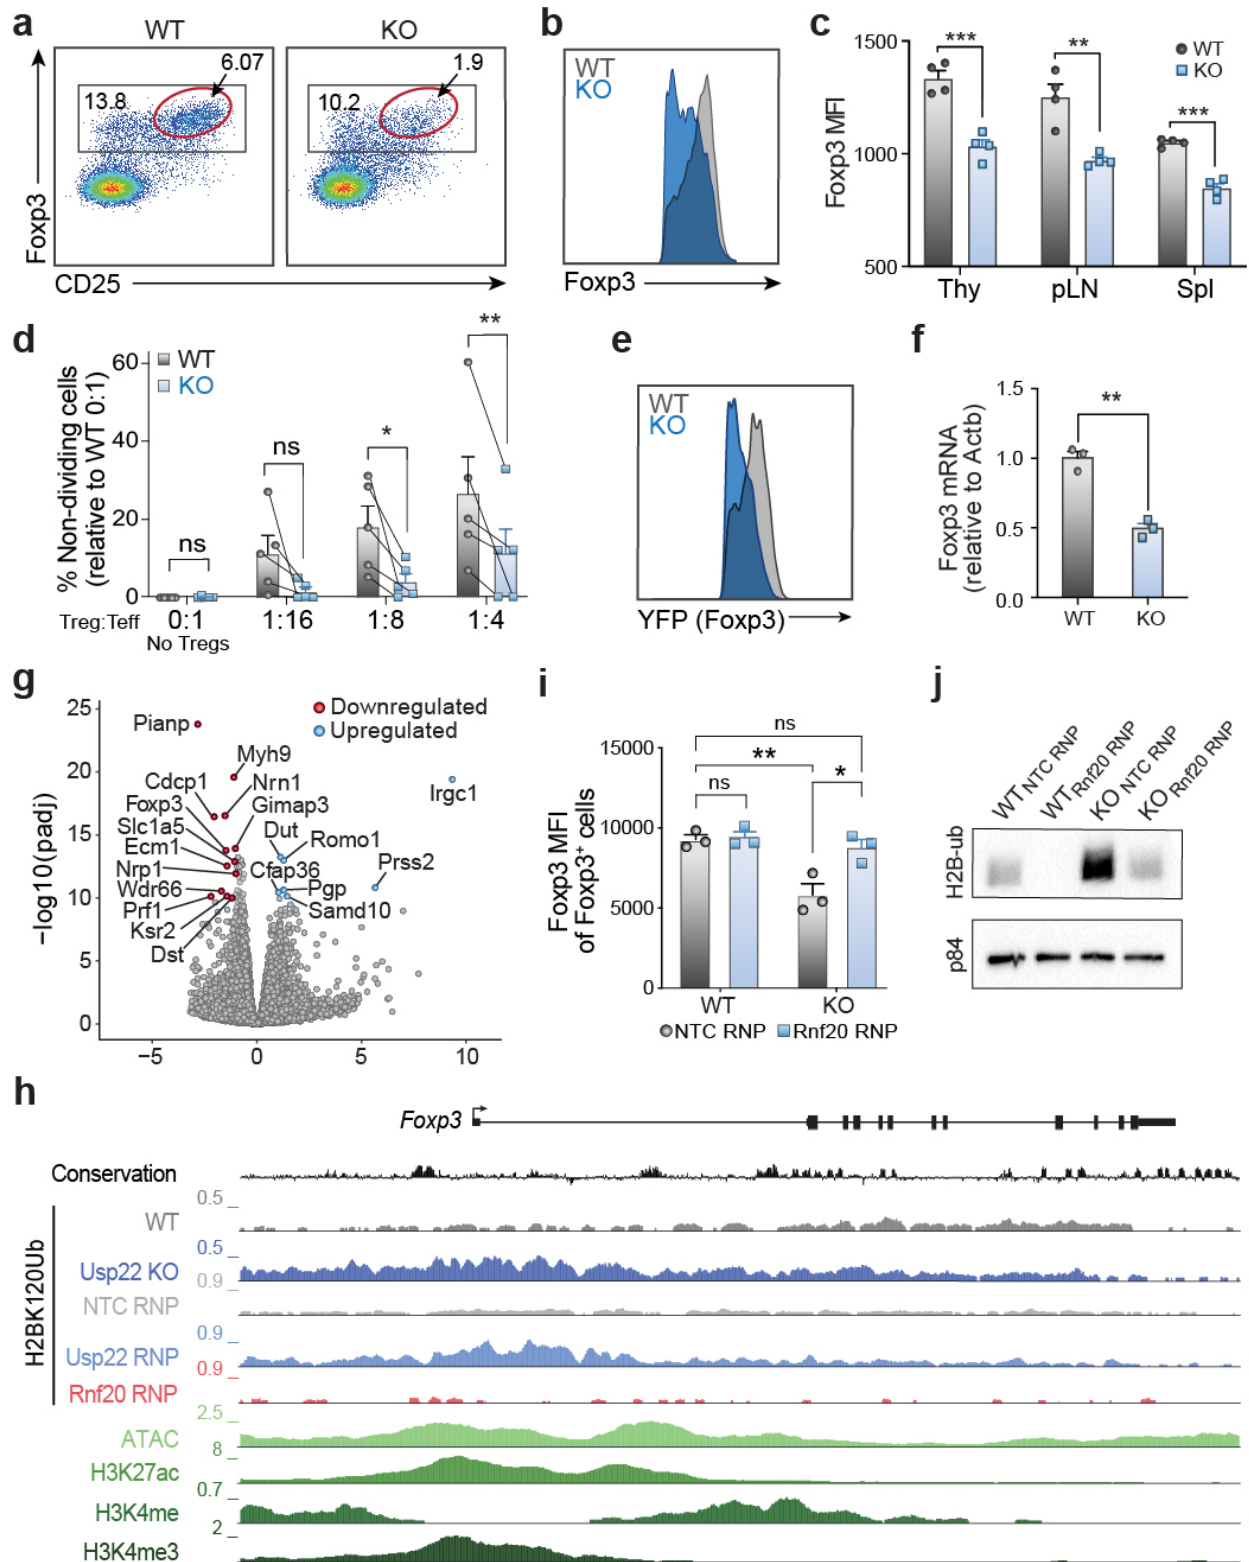 a
WT
KO
6.07
13.8
1.9
10.2
Foxp3
CD25
b
WT
KO
Foxp3
c
Foxp3 MFI
1500
1000
500
***
**
***
WT
KO
Thy
pLN
Spl
d
% Non-dividing cells
(relative to WT 0:1)
60
40
20
0
WT
KO
ns
ns
*
**
Treg:Teff
0:1
1:16
1:8
1:4
No Tregs
e
WT
KO
YFP (Foxp3)
f
Foxp3 mRNA
(relative to Actb)
1.5
1.0
0.5
0.0
**
WT
KO
g
−log10(padj)
25
20
15
10
5
0
−5
0
5
10
Downregulated
Upregulated
Pianp
Myh9
Cdcp1
Nrn1
Foxp3
Gimap3
Slc1a5
Dut
Romo1
Ecm1
Nrp1
Cfap36
Prss2
Wdr66
Pgp
Prf1
Samd10
Ksr2
Dst
Irgc1
i
Foxp3 MFI
of Foxp3+ cells
15000
10000
5000
0
ns
**
ns
*
WT
KO
NTC RNP
Rnf20 RNP
j
WT NTC RNP
WT Rnf20 RNP
KO NTC RNP
KO Rnf20 RNP
H2B-ub
p84
h
Foxp3
Conservation
H2BK120Ub
0.5
WT
0.5
Usp22 KO
0.9
NTC RNP
0.9
Usp22 RNP
0.9
Rnf20 RNP
2.5
ATAC
8
H3K27ac
0.7
H3K4me
2
H3K4me3